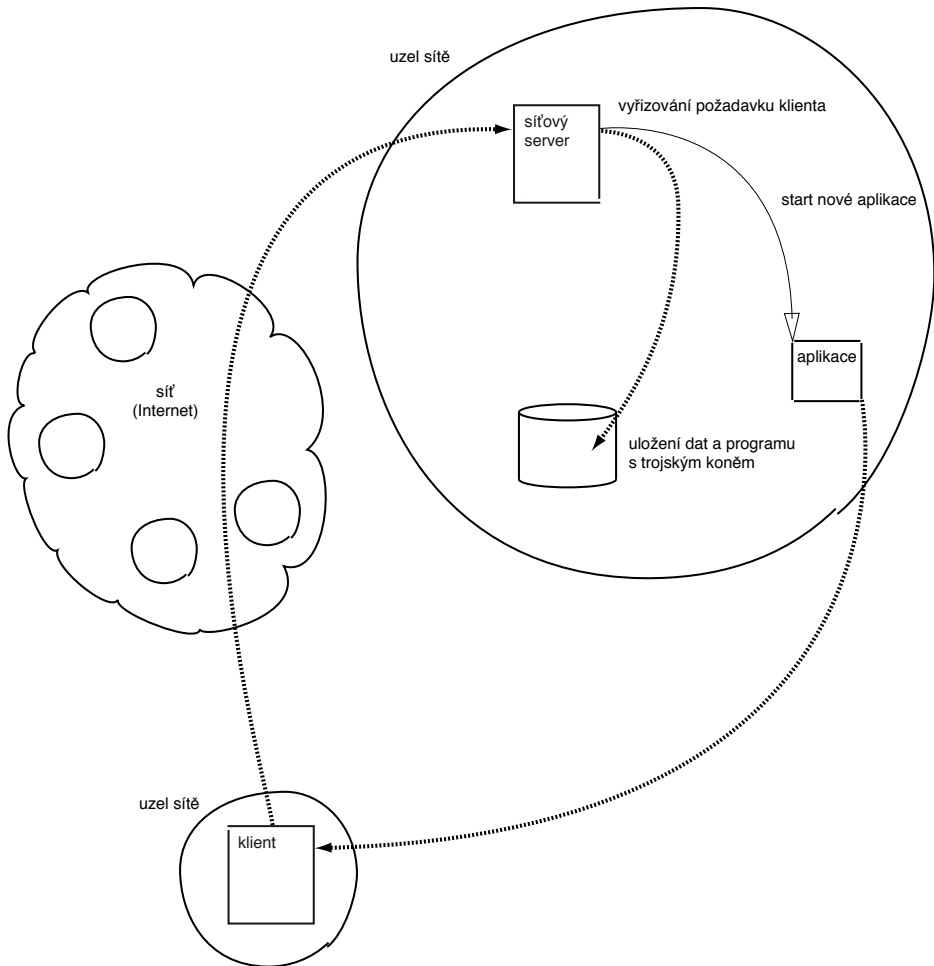 uzel sítě
vyřizování požadavku klienta
síťový
server
start nové aplikace
aplikace
síť
(Internet)
uložení dat a programu
s trojským koněm
uzel sítě
klient